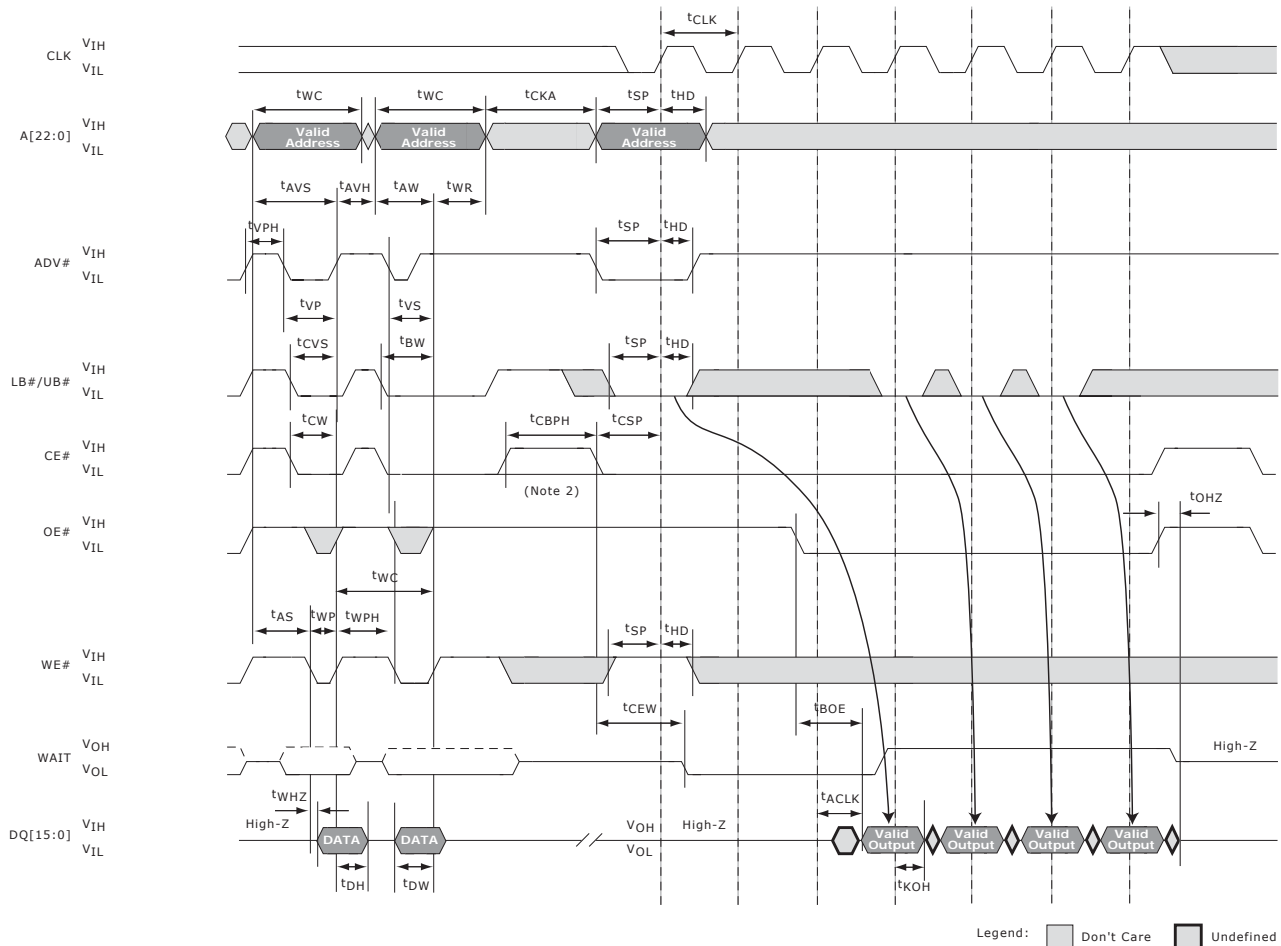 tCLK
CLK VIH
VIL
tWC tWC tCKA tSP tHD
A[22:0] VIH
VIL
Valid Address
Valid Address
Valid Address
tAVS tAVH tAW tWR
tVPH tSP tHD
ADV# VIH
VIL
tVP tVS
tCVS tBW tSP tHD
LB#/UB# VIH
VIL
tCW tCBPH tCSP
CE# VIH
VIL
(Note 2)
tOHZ
OE# VIH
VIL
tWC
tAS tWP tWPH tSP tHD
WE# VIH
VIL
tCEW tBOE
WAIT VOH
VOL
High-Z
tWHZ tACLK
DQ[15:0] VIH
VIL
High-Z DATA DATA VOH
VOL
High-Z
Valid Output
Valid Output
Valid Output
Valid Output
tDH tDW tKOH
Legend: Don't Care Undefined